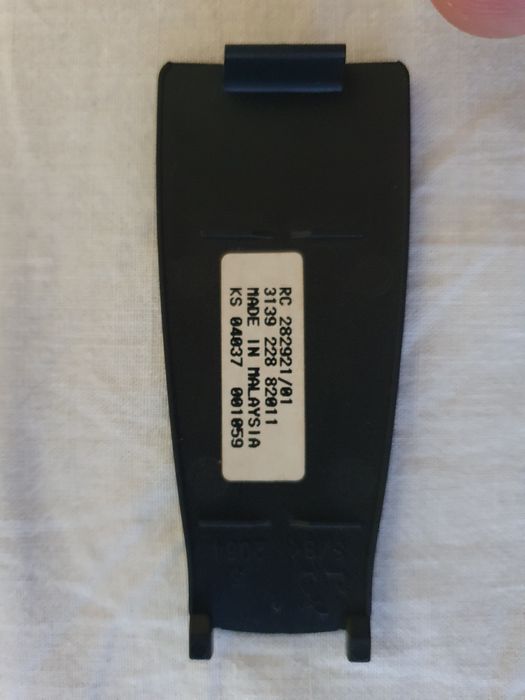 RC 282921/01
3139 228 82011
MADE IN MALAYSIA
KS 04037 001059